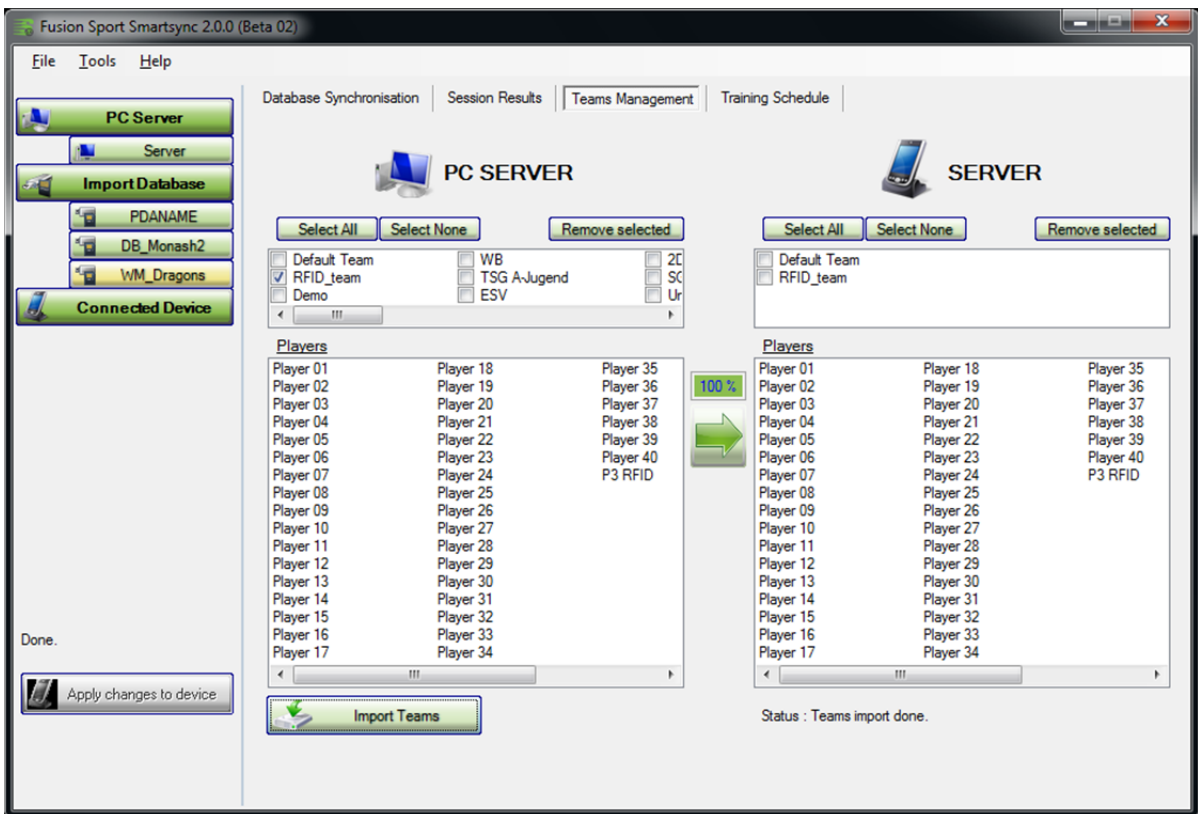 Fusion Sport Smartsync 2.0.0 (Beta 02)
File Tools Help
PC Server
Server
Import Database
PDANAME
DB_Monash2
WM_Dragons
Connected Device
Done.
Apply changes to device
Database Synchronisation Session Results Teams Management Training Schedule
PC SERVER
Select All Select None Remove selected
Default Team WB 2D
RFID_team TSG A-Jugend
Demo ESV Ur
Players
Player 01 Player 18 Player 35
Player 02 Player 19 Player 36
Player 03 Player 20 Player 37
Player 04 Player 21 Player 38
Player 05 Player 22 Player 39
Player 06 Player 23 Player 40
Player 07 Player 24 P3 RFID
Player 08 Player 25
Player 09 Player 26
Player 10 Player 27
Player 11 Player 28
Player 12 Player 29
Player 13 Player 30
Player 14 Player 31
Player 15 Player 32
Player 16 Player 33
Player 17 Player 34
Import Teams
100 %
SERVER
Select All Select None Remove selected
Default Team
RFID_team
Players
Player 01 Player 18 Player 35
Player 02 Player 19 Player 36
Player 03 Player 20 Player 37
Player 04 Player 21 Player 38
Player 05 Player 22 Player 39
Player 06 Player 23 Player 40
Player 07 Player 24 P3 RFID
Player 08 Player 25
Player 09 Player 26
Player 10 Player 27
Player 11 Player 28
Player 12 Player 29
Player 13 Player 30
Player 14 Player 31
Player 15 Player 32
Player 16 Player 33
Player 17 Player 34
Status : Teams import done.